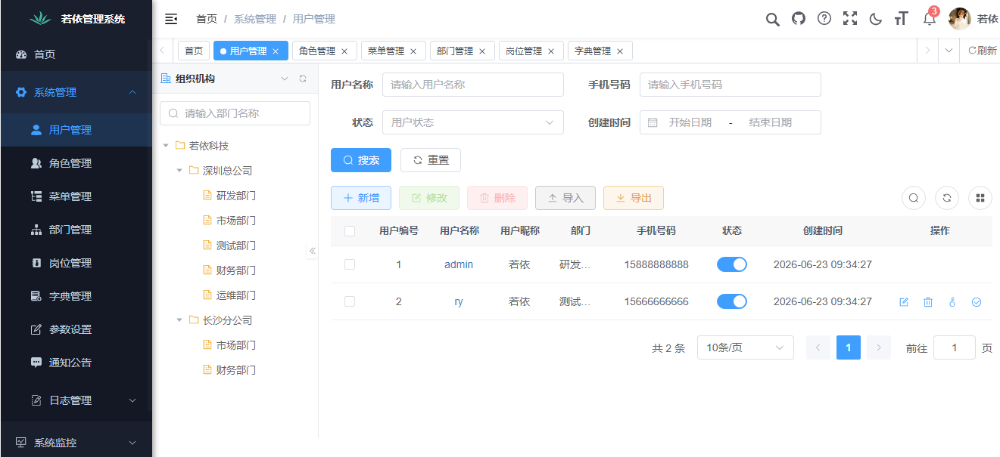 若依管理系统
首页
系统管理
用户管理
角色管理
菜单管理
部门管理
岗位管理
字典管理
参数设置
通知公告
日志管理
系统监控
首页 / 系统管理 / 用户管理
3
若依
首页 用户管理 角色管理 菜单管理 部门管理 岗位管理 字典管理 刷新
组织机构
请输入部门名称
若依科技
深圳总公司
研发部门
市场部门
测试部门
财务部门
运维部门
长沙分公司
市场部门
财务部门
用户名称 请输入用户名称 手机号码 请输入手机号码
状态 用户状态 创建时间 开始日期 - 结束日期
搜索 重置
新增 修改 删除 导入 导出
用户编号 用户名称 用户昵称 部门 手机号码 状态 创建时间 操作
1 admin 若依 研发... 15888888888 2026-06-23 09:34:27
2 ry 若依 测试... 15666666666 2026-06-23 09:34:27
共 2 条 10条/页 1 前往 1 页